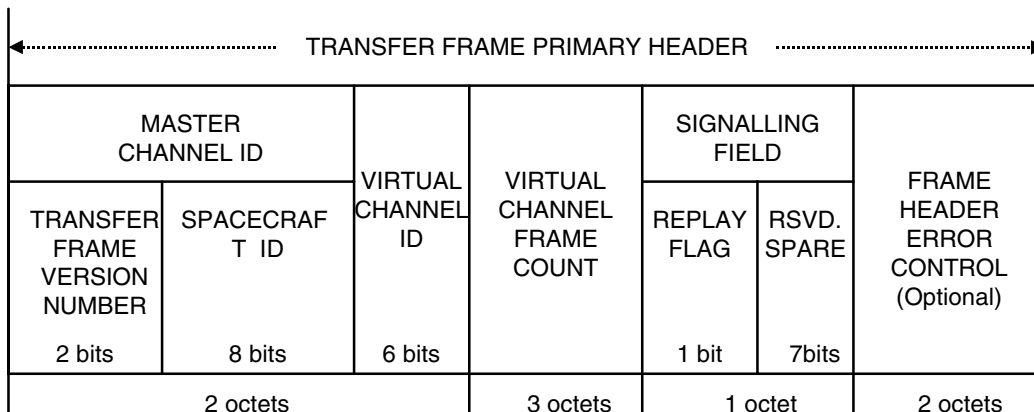 TRANSFER FRAME PRIMARY HEADER
MASTER
CHANNEL ID
TRANSFER
FRAME
VERSION
NUMBER
2 bits
SPACECRAF
T ID
8 bits
VIRTUAL
CHANNEL
ID
6 bits
VIRTUAL
CHANNEL
FRAME
COUNT
SIGNALLING
FIELD
REPLAY
FLAG
1 bit
RSVD.
SPARE
7bits
FRAME
HEADER
ERROR
CONTROL
(Optional)
2 octets
3 octets
1 octet
2 octets